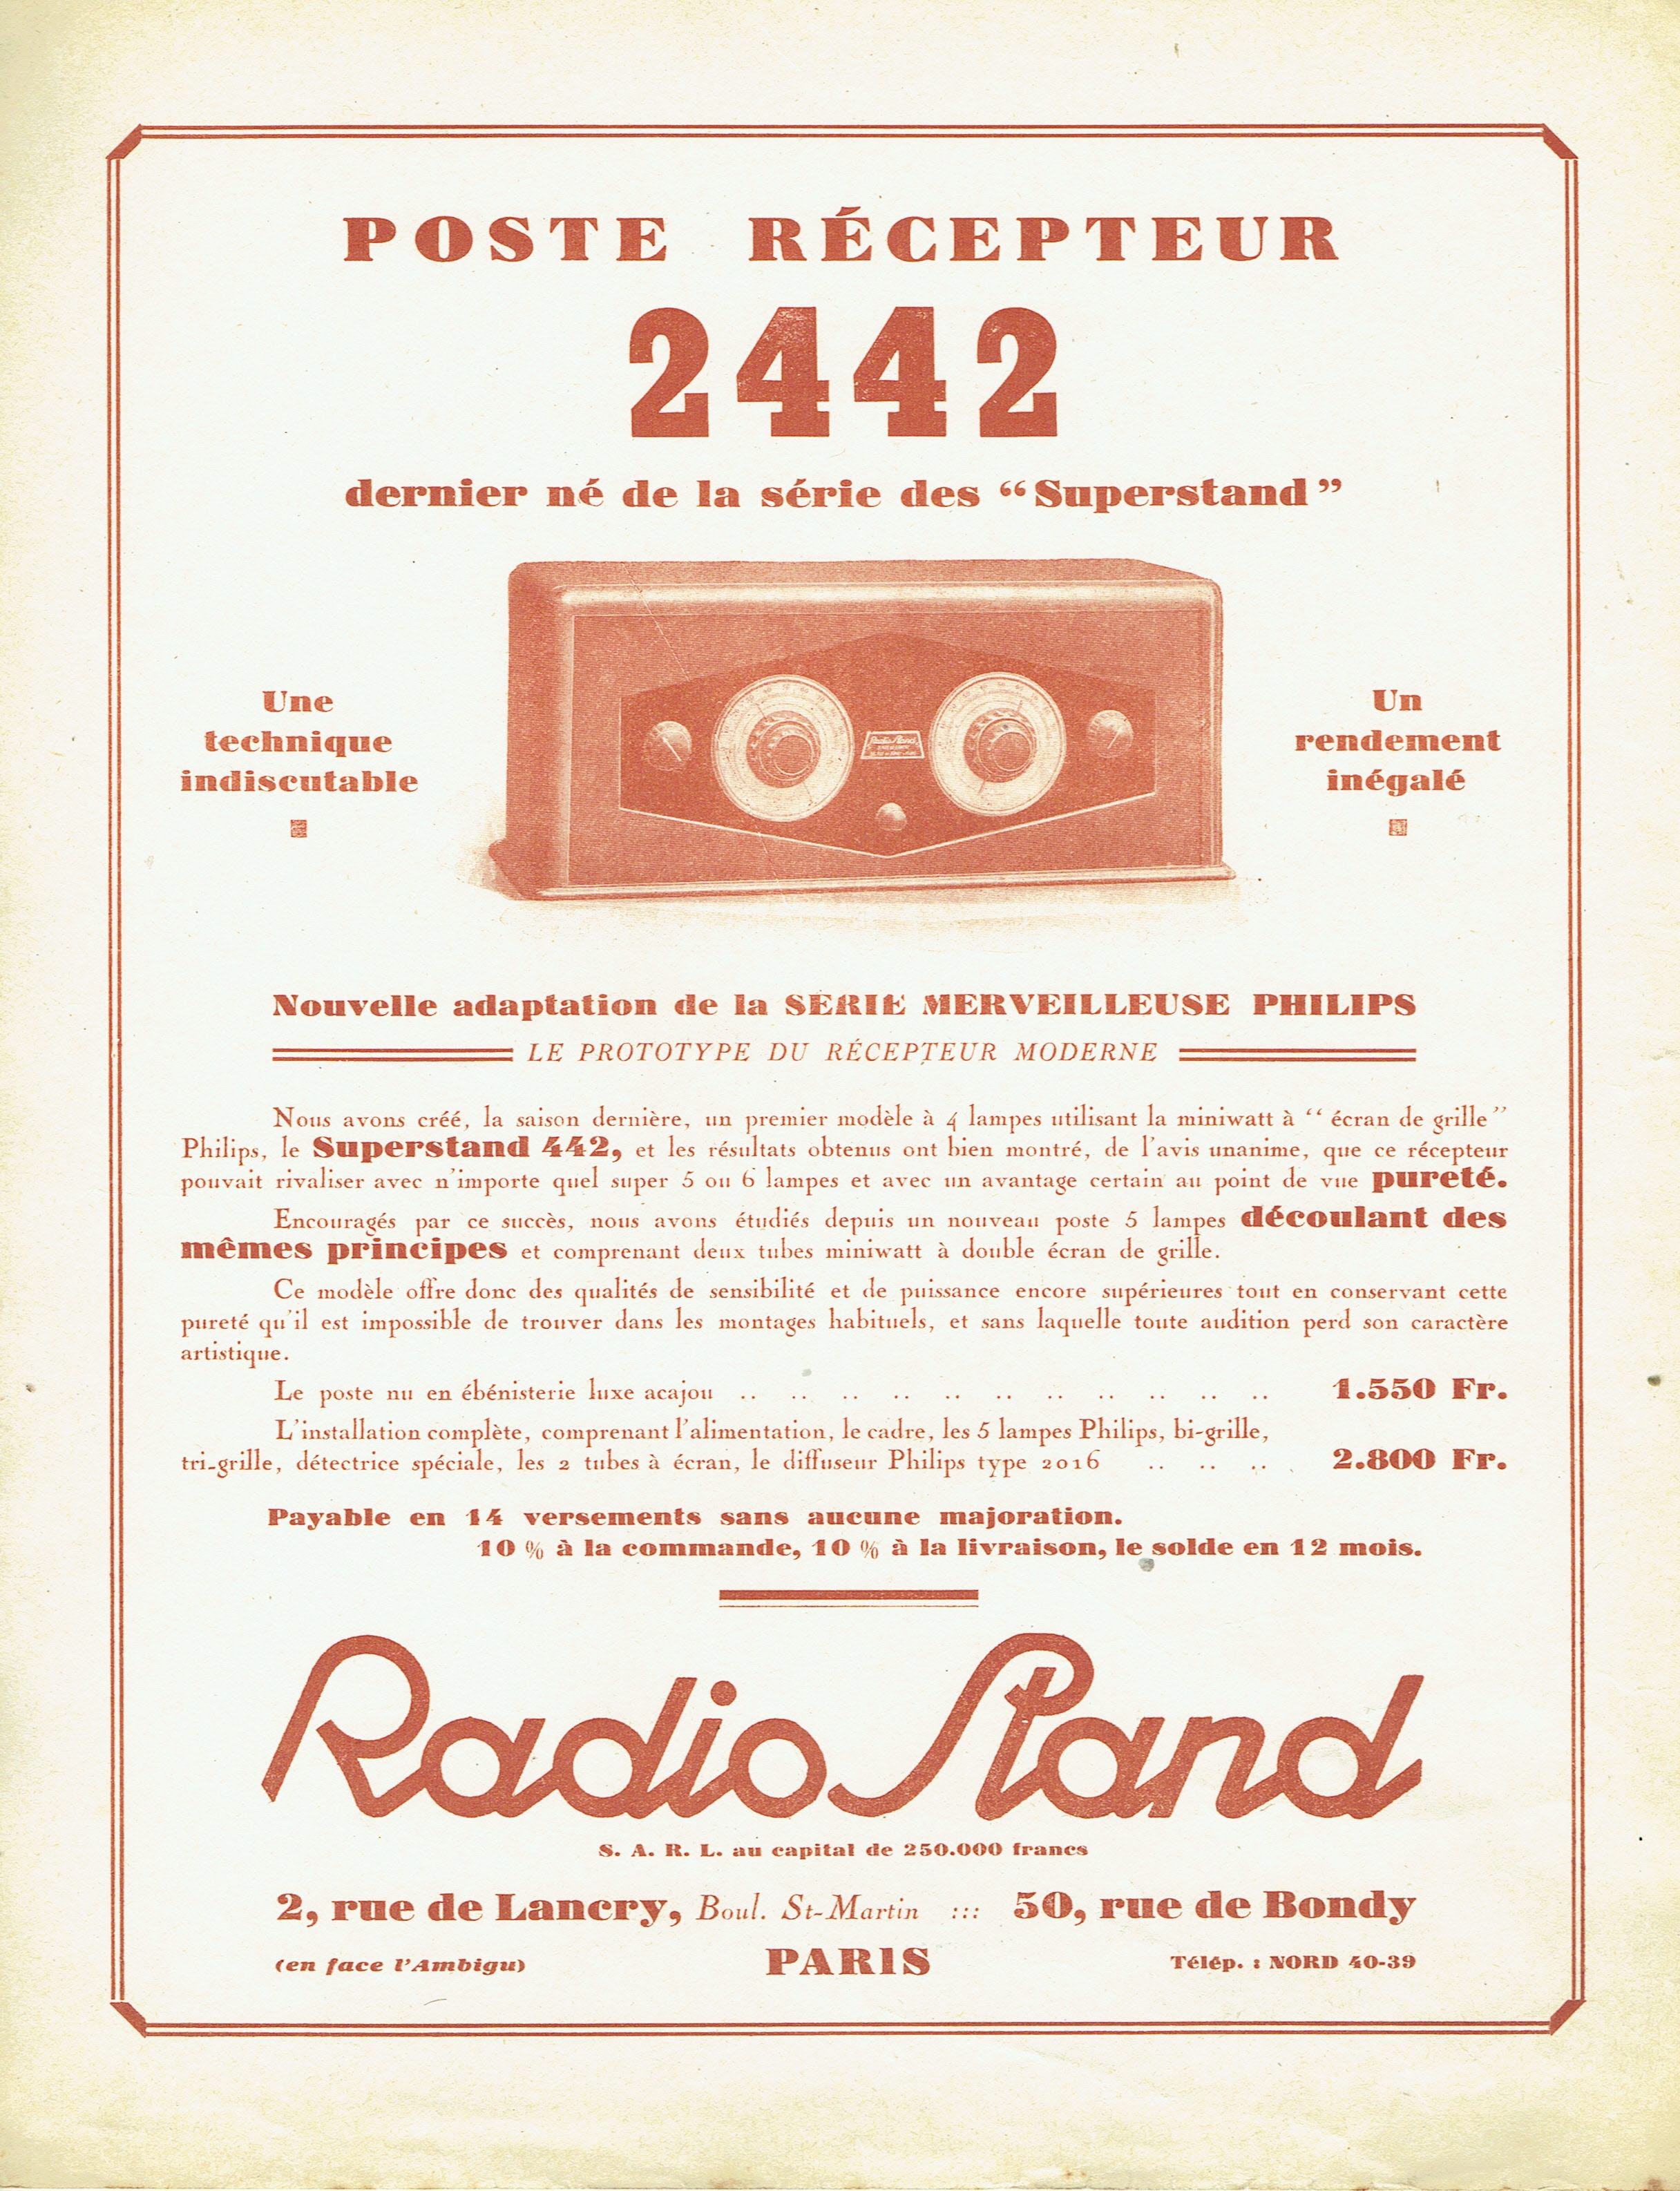 POSTE RÉCEPTEUR
2442
dernier né de la série des “Superstand”
Une
technique
indiscutable
Un
rendement
inégalé
Radio Stand
Nouvelle adaptation de la SÉRIE MERVEILLEUSE PHILIPS
LE PROTOTYPE DU RÉCEPTEUR MODERNE
Nous avons créé, la saison dernière, un premier modèle à 4 lampes utilisant la miniwatt à “ écran de grille ”
Philips, le Superstand 442, et les résultats obtenus ont bien montré, de l'avis unanime, que ce récepteur
pouvait rivaliser avec n'importe quel super 5 ou 6 lampes et avec un avantage certain au point de vue pureté.
Encouragés par ce succès, nous avons étudiés depuis un nouveau poste 5 lampes découlant des
mêmes principes et comprenant deux tubes miniwatt à double écran de grille.
Ce modèle offre donc des qualités de sensibilité et de puissance encore supérieures tout en conservant cette
pureté qu'il est impossible de trouver dans les montages habituels, et sans laquelle toute audition perd son caractère
artistique.
Le poste nu en ébénisterie luxe acajou .. .. .. .. .. .. .. .. .. .. .. 1.550 Fr.
L'installation complète, comprenant l'alimentation, le cadre, les 5 lampes Philips, bi-grille,
tri-grille, détectrice spéciale, les 2 tubes à écran, le diffuseur Philips type 2016 .. .. .. 2.800 Fr.
Payable en 14 versements sans aucune majoration.
10 % à la commande, 10 % à la livraison, le solde en 12 mois.
Radio Stand
S. A. R. L. au capital de 250.000 francs
2, rue de Lancry, Boul. St-Martin ::: 50, rue de Bondy
(en face l'Ambigu) PARIS Télép. : NORD 40-39